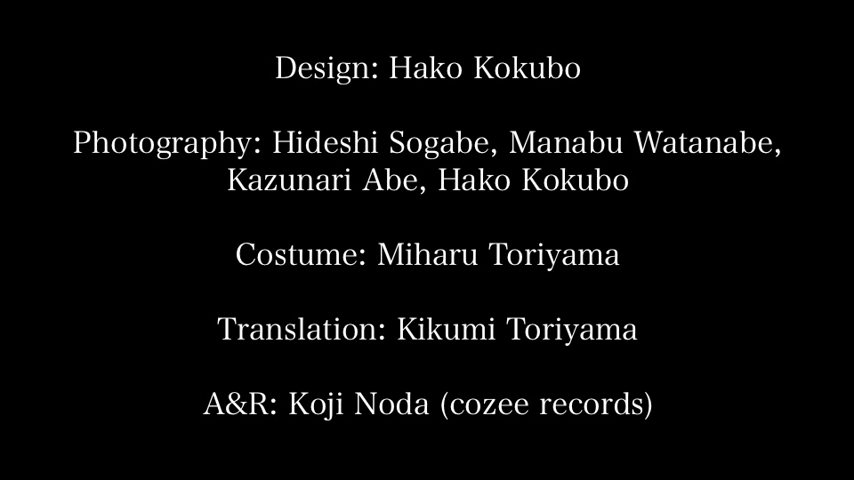 Design: Hako Kokubo
Photography: Hideshi Sogabe, Manabu Watanabe,
Kazunari Abe, Hako Kokubo
Costume: Miharu Toriyama
Translation: Kikumi Toriyama
A&R: Koji Noda (cozee records)